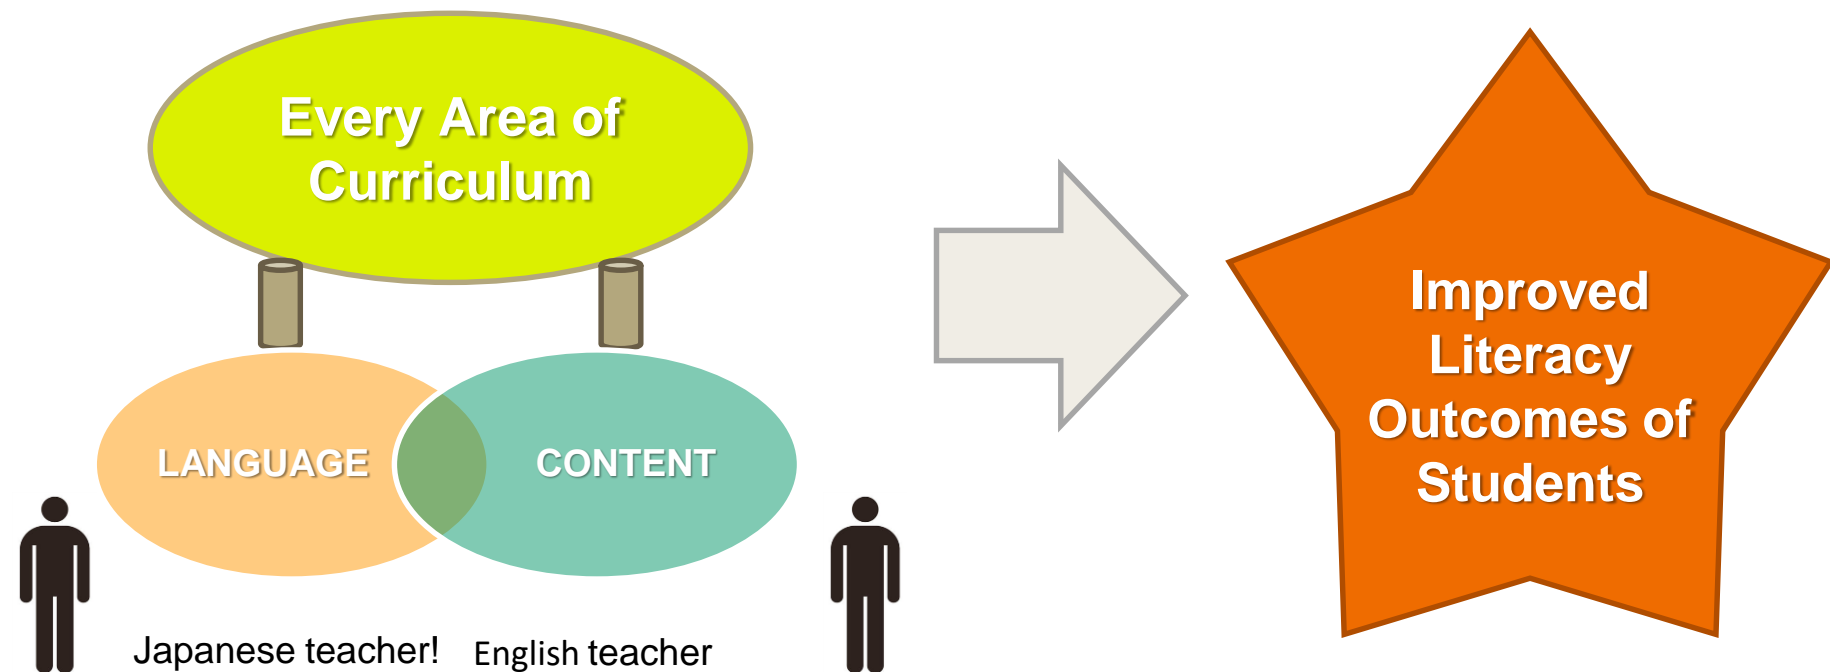 Every Area of
Curriculum
LANGUAGE
CONTENT
Japanese teacher!
English teacher
Improved
Literacy
Outcomes of
Students